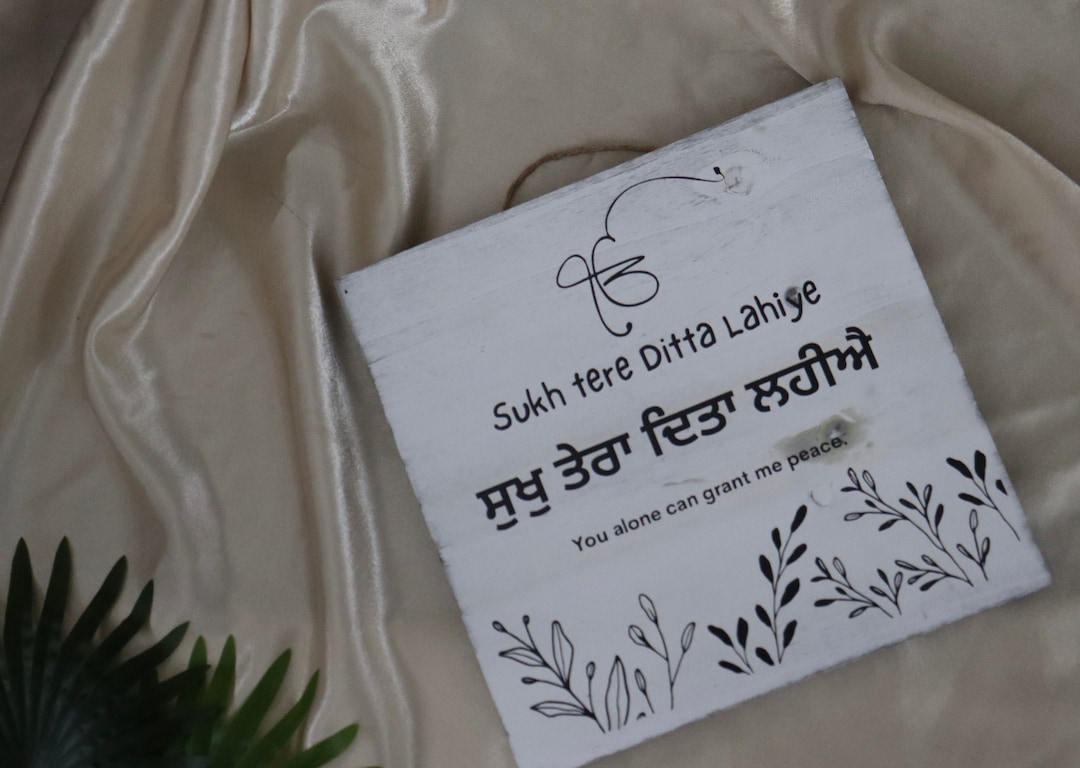 ੴ
Sukh tere Ditta Lahiye
ਸੁਖੁ ਤੇਰਾ ਦਿਤਾ ਲਹੀਐ
You alone can grant me peace.